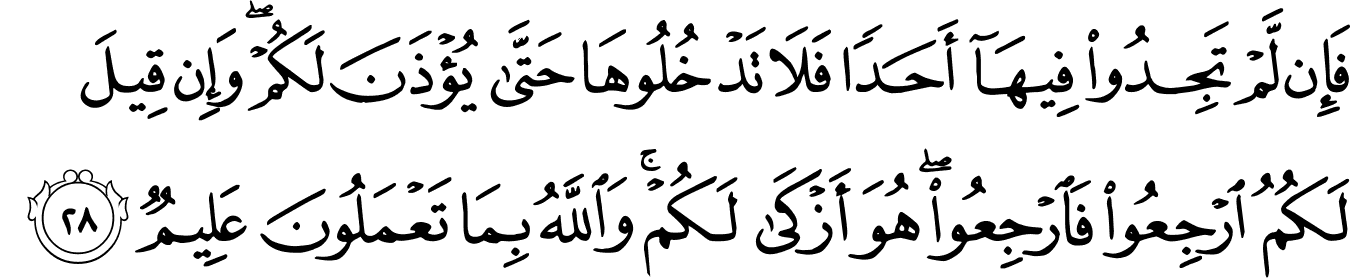 فَإِن لَّمْ تَجِدُوا۟ فِيهَآ أَحَدًا فَلَا تَدْخُلُوهَا حَتَّىٰ يُؤْذَنَ لَكُمْ ۖ وَإِن قِيلَ
لَكُمُ ٱرْجِعُوا۟ فَٱرْجِعُوا۟ ۖ هُوَ أَزْكَىٰ لَكُمْ ۚ وَٱللَّهُ بِمَا تَعْمَلُونَ عَلِيمٌ ٢٨